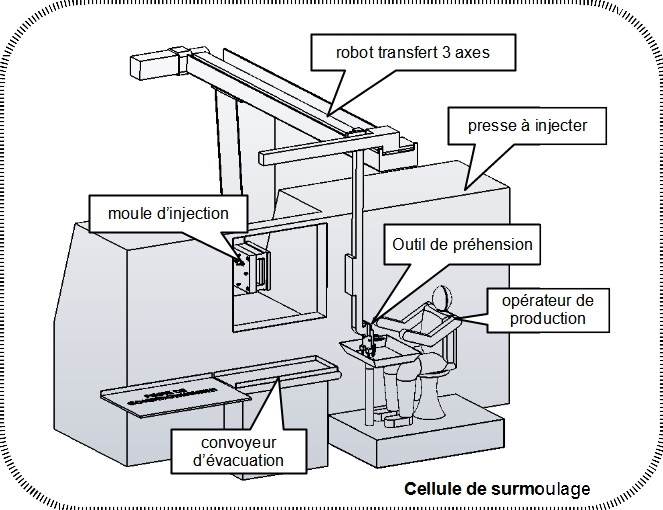 robot transfert 3 axes
presse à injecter
moule d’injection
Outil de préhension
opérateur de
production
convoyeur
d’évacuation
Cellule de surmoulage